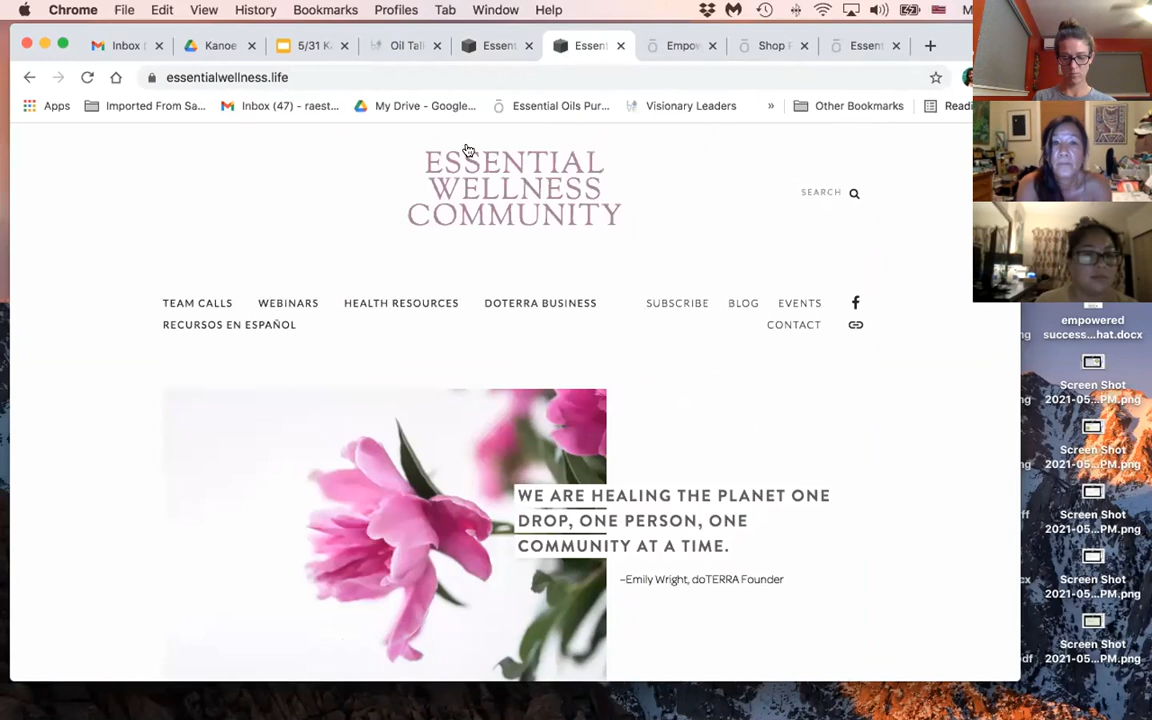 Chrome File Edit View History Bookmarks Profiles Tab Window Help
Inbox ( Kanoe 5/31 K Oil Tal Essent Essent Empow Shop F Essent
essentialwellness.life
Apps Imported From Sa... Inbox (47) - raest... My Drive - Google... Essential Oils Pur... Visionary Leaders » Other Bookmarks Readi
ESSENTIAL
WELLNESS
COMMUNITY
SEARCH
TEAM CALLS WEBINARS HEALTH RESOURCES DOTERRA BUSINESS SUBSCRIBE BLOG EVENTS
RECURSOS EN ESPAÑOL CONTACT
WE ARE HEALING THE PLANET ONE
DROP, ONE PERSON, ONE
COMMUNITY AT A TIME.
–Emily Wright, doTERRA Founder
empowered
success...hat.docx
Screen Shot
2021-05...PM.png
Screen Shot
2021-05...PM.png
Screen Shot
2021-05...PM.png
Screen Shot
2021-05...PM.png
Screen Shot
2021-05...PM.png